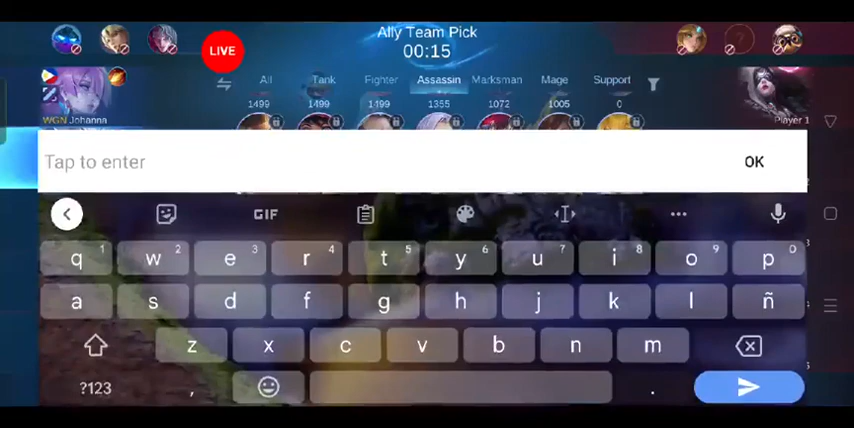 Ally Team Pick
00:15
LIVE
All Tank Fighter Assassin Marksman Mage Support
1499 1499 1499 1355 1072 1005 0
WGN Johanna
Player 1
Tap to enter OK
GIF
q 1 w 2 e 3 r 4 t 5 y 6 u 7 i 8 o 9 p 0
a s d f g h j k l ñ
z x c v b n m
?123 , .